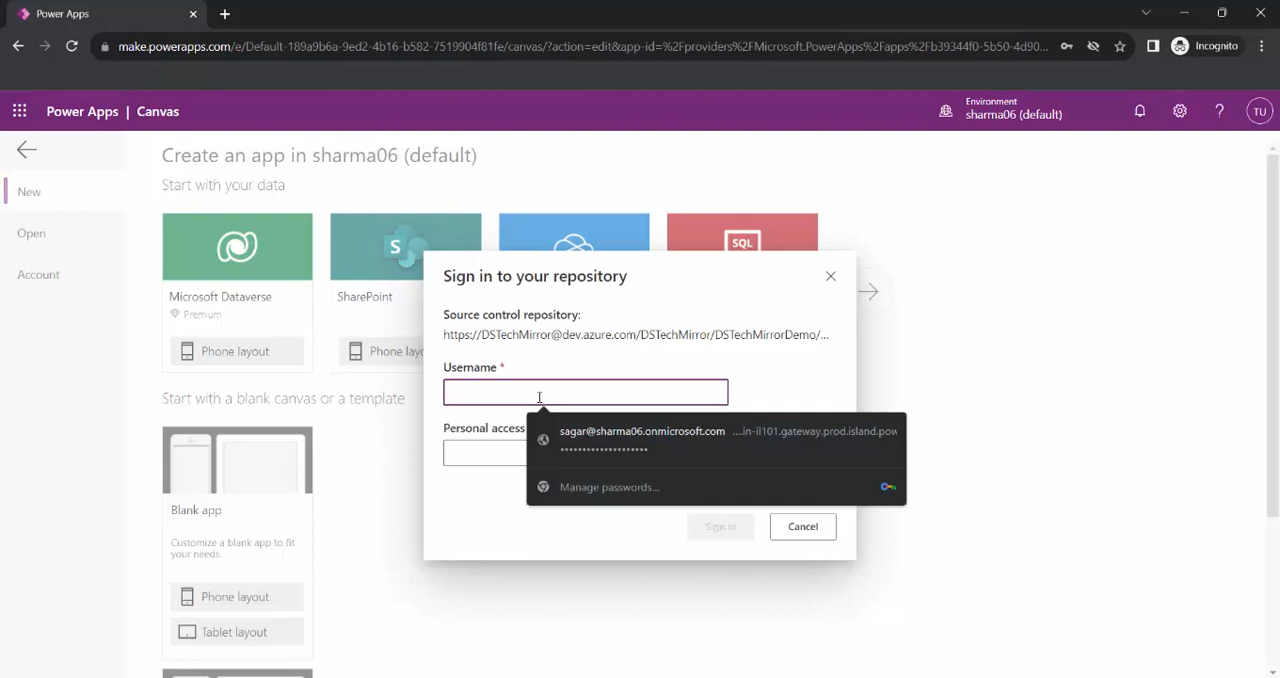 Power Apps
make.powerapps.com/e/Default-189a9b6a-9ed2-4b16-b582-7519904f81fe/canvas/?action=edit&app-id=%2Fproviders%2FMicrosoft.PowerApps%2Fapps%2Fb39344f0-5b50-4d90...
Incognito
Power Apps | Canvas
Environment
sharma06 (default)
TU
New
Open
Account
Create an app in sharma06 (default)
Start with your data
S
SQL
Microsoft Dataverse
Premium
Phone layout
SharePoint
Phone layo
Start with a blank canvas or a template
Blank app
Customize a blank app to fit
your needs.
Phone layout
Tablet layout
Sign in to your repository
Source control repository:
https://DSTechMirror@dev.azure.com/DSTechMirror/DSTechMirrorDemo/...
Username *
Personal access
sagar@sharma06.onmicrosoft.com ....in-il101.gateway.prod.island.pow
••••••••••••••••••••
Manage passwords...
Sign in
Cancel